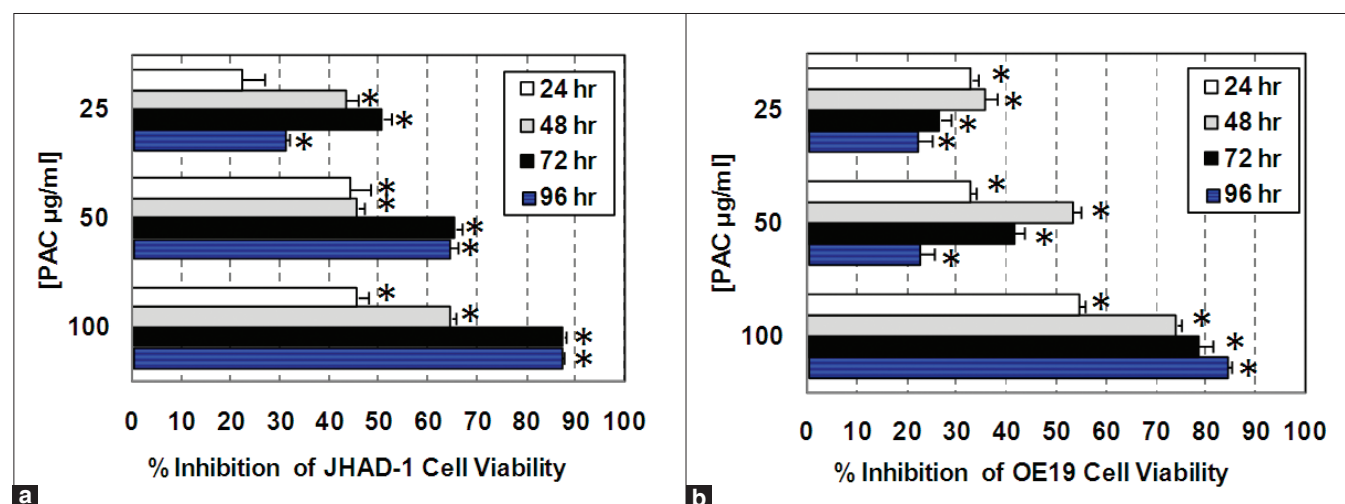 24 hr
48 hr
72 hr
96 hr
25
50
100
[PAC µg/ml]
*
*
*
*
*
*
*
*
*
*
*
0 10 20 30 40 50 60 70 80 90 100
% Inhibition of JHAD-1 Cell Viability
a
24 hr
48 hr
72 hr
96 hr
25
50
100
[PAC µg/ml]
*
*
*
*
*
*
*
*
*
*
*
*
0 10 20 30 40 50 60 70 80 90 100
% Inhibition of OE19 Cell Viability
b